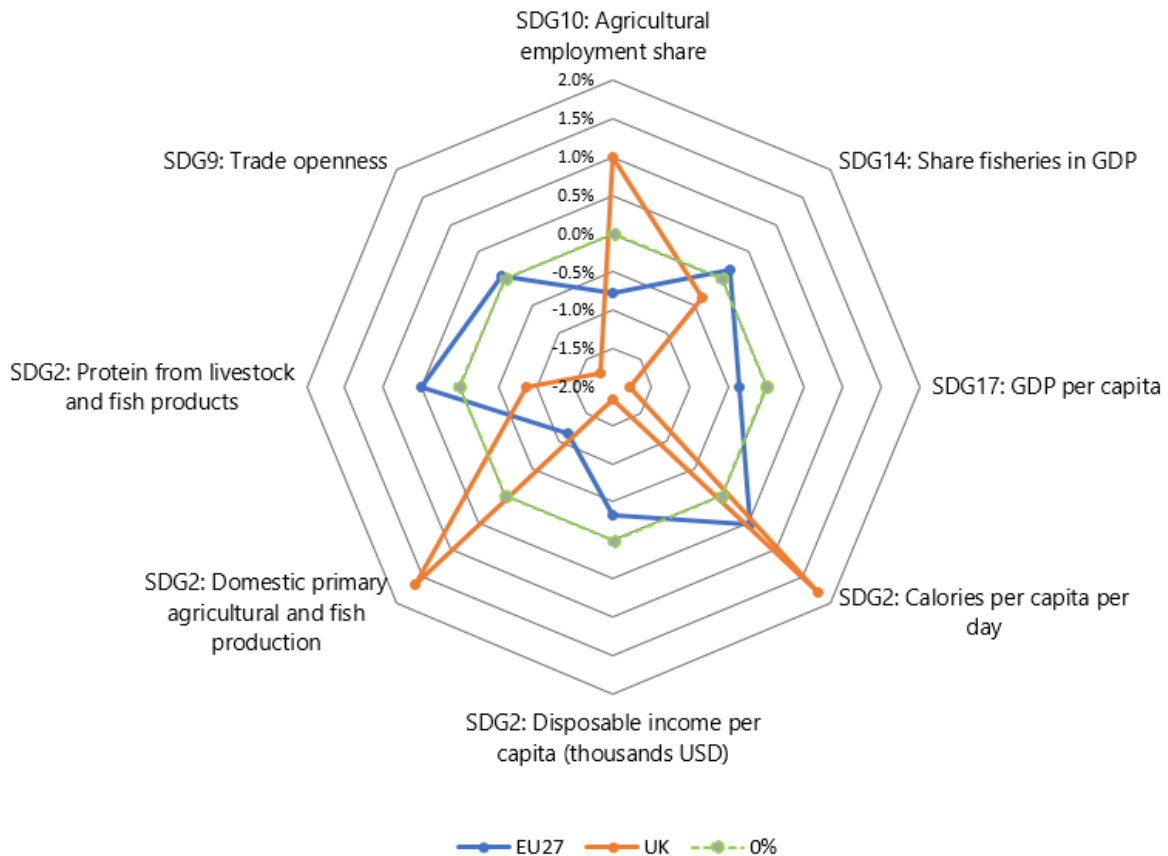 SDG10: Agricultural
employment share
2.0%
1.5%
1.0%
0.5%
0.0%
-0.5%
-1.0%
-1.5%
-2.0%
SDG14: Share fisheries in GDP
SDG17: GDP per capita
SDG2: Calories per capita per
day
SDG2: Disposable income per
capita (thousands USD)
SDG2: Domestic primary
agricultural and fish
production
SDG2: Protein from livestock
and fish products
SDG9: Trade openness
EU27
UK
0%